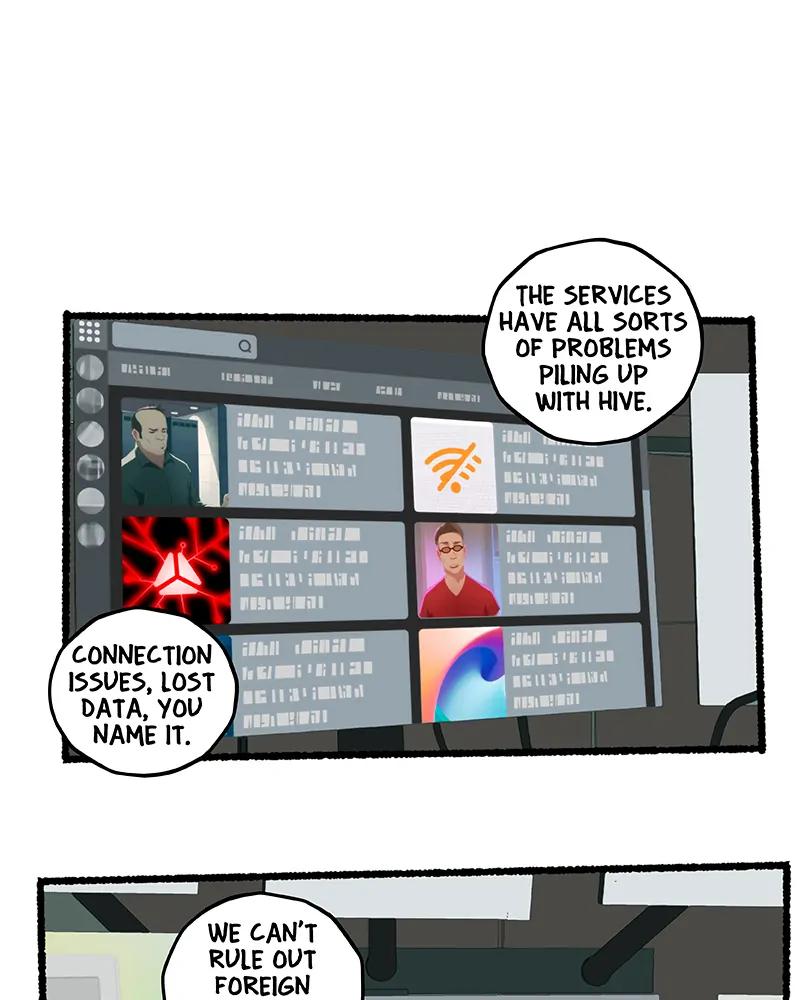 THE SERVICES
HAVE ALL SORTS
OF PROBLEMS
PILING UP
WITH HIVE.
CONNECTION
ISSUES, LOST
DATA, YOU
NAME IT.
WE CAN'T
RULE OUT
FOREIGN